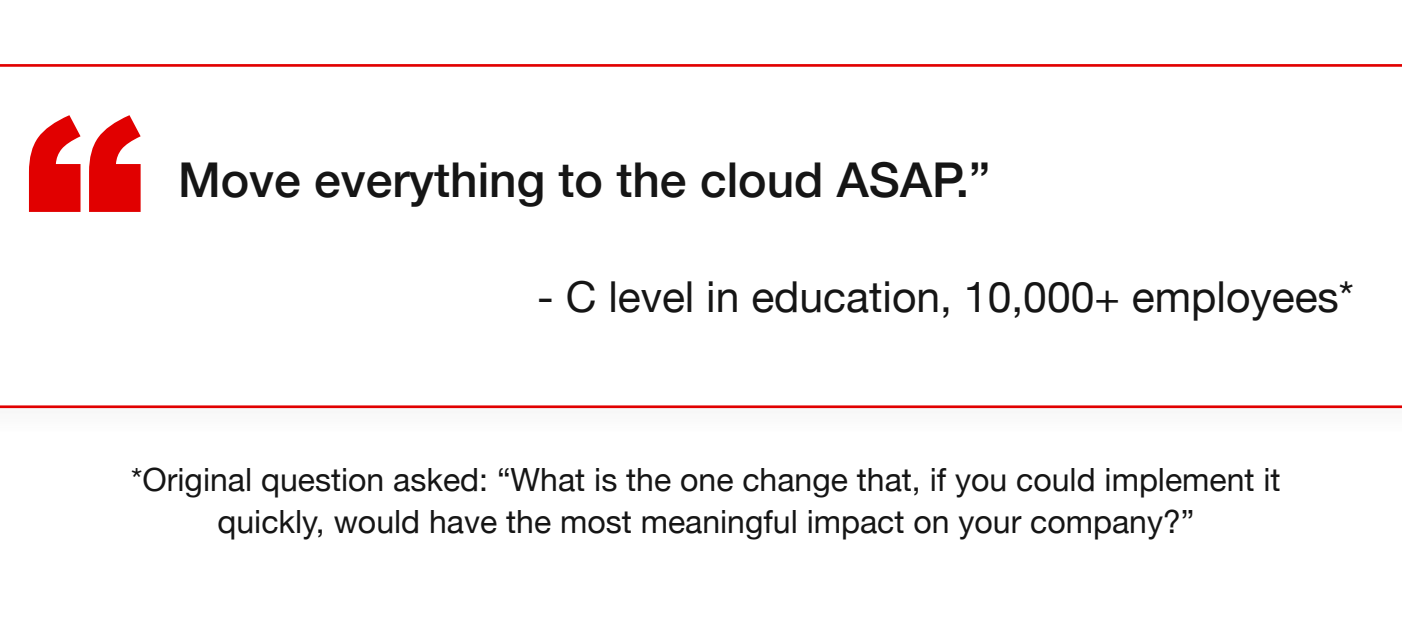 “Move everything to the cloud ASAP.”
- C level in education, 10,000+ employees*
*Original question asked: “What is the one change that, if you could implement it
quickly, would have the most meaningful impact on your company?”